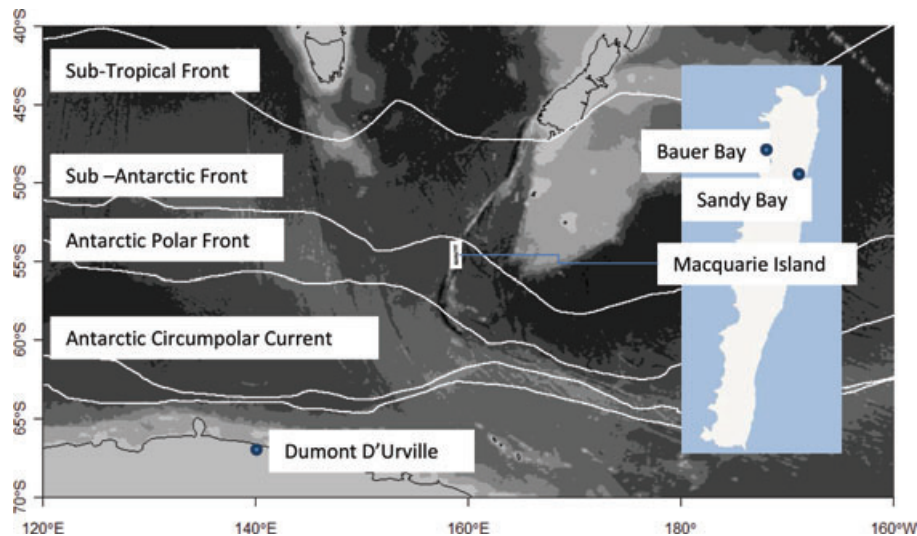 40°S
Sub-Tropical Front
45°S
Bauer Bay
Sub –Antarctic Front
50°S
Sandy Bay
Antarctic Polar Front
55°S
Macquarie Island
Antarctic Circumpolar Current
60°S
65°S
Dumont D'Urville
70°S
120°E
140°E
160°E
180°
160°W